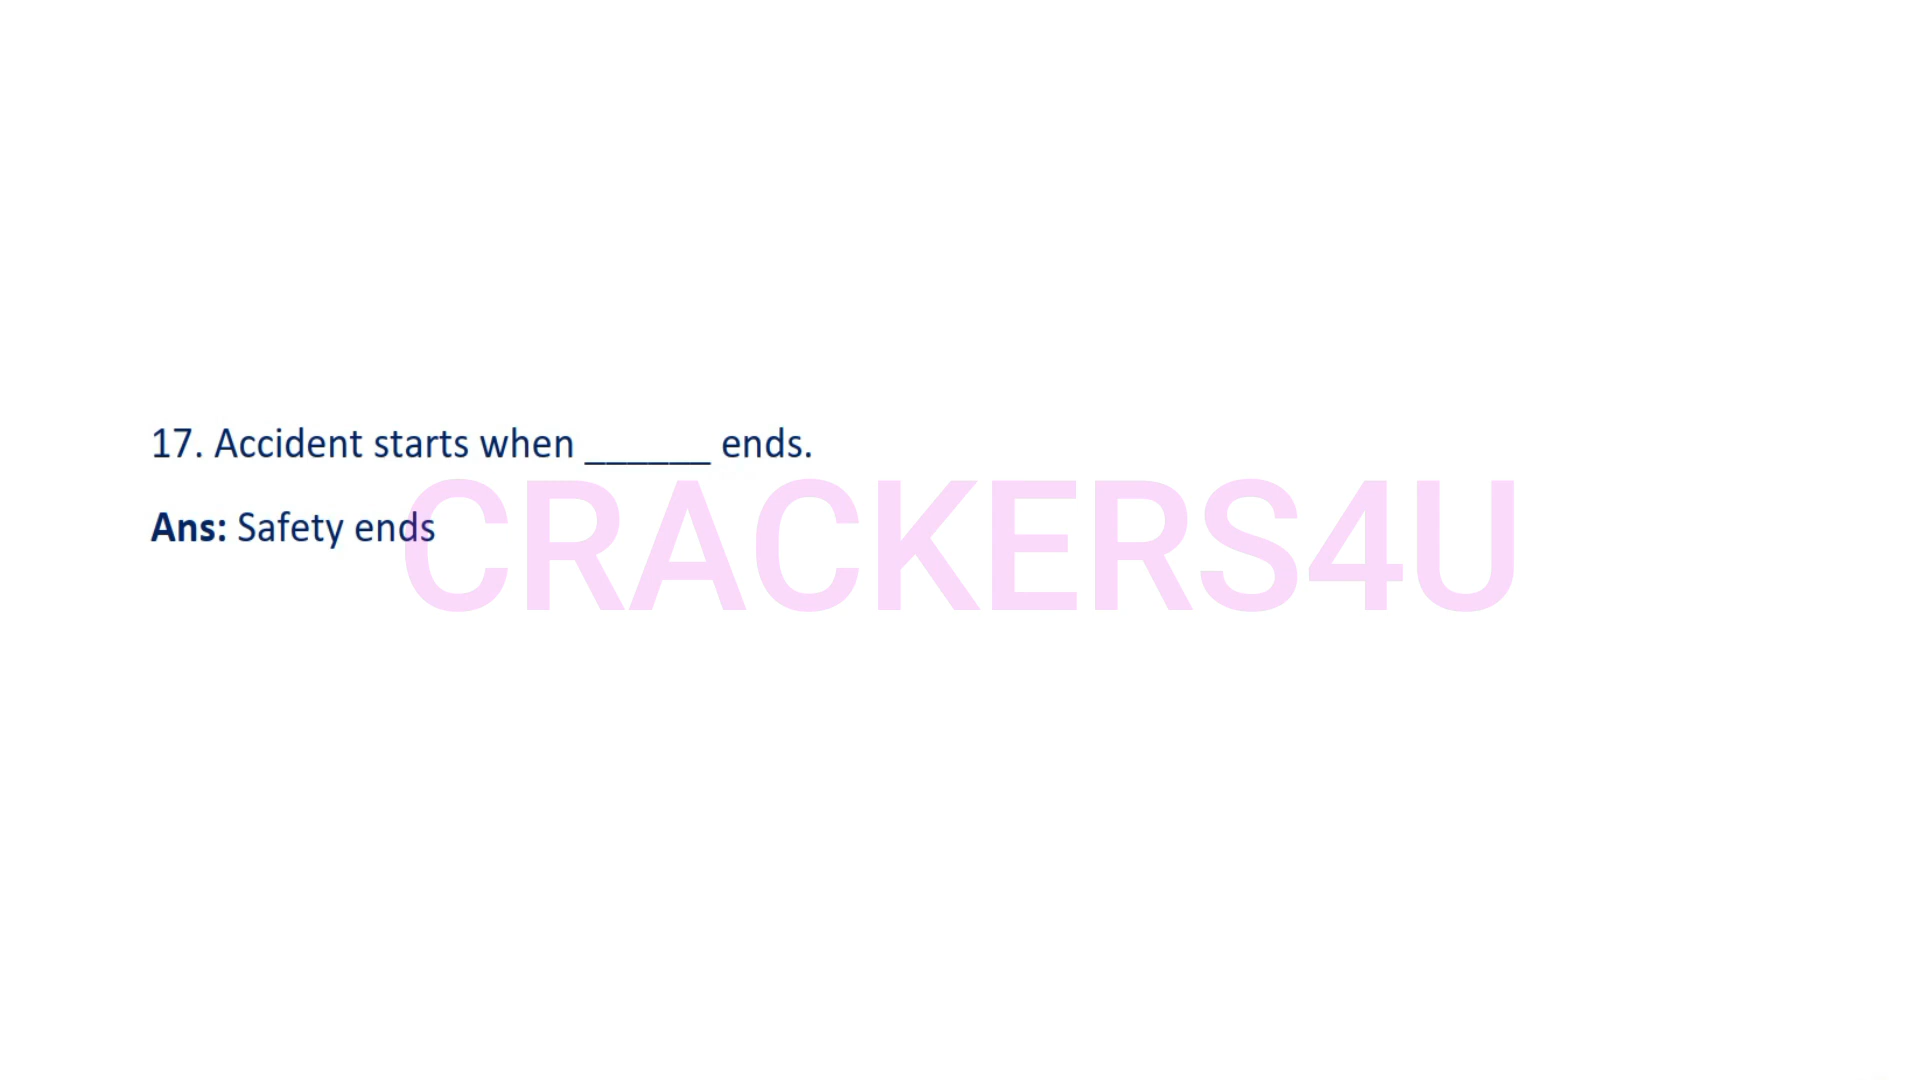 17. Accident starts when ______ ends.
Ans: Safety ends
CRACKERS4U